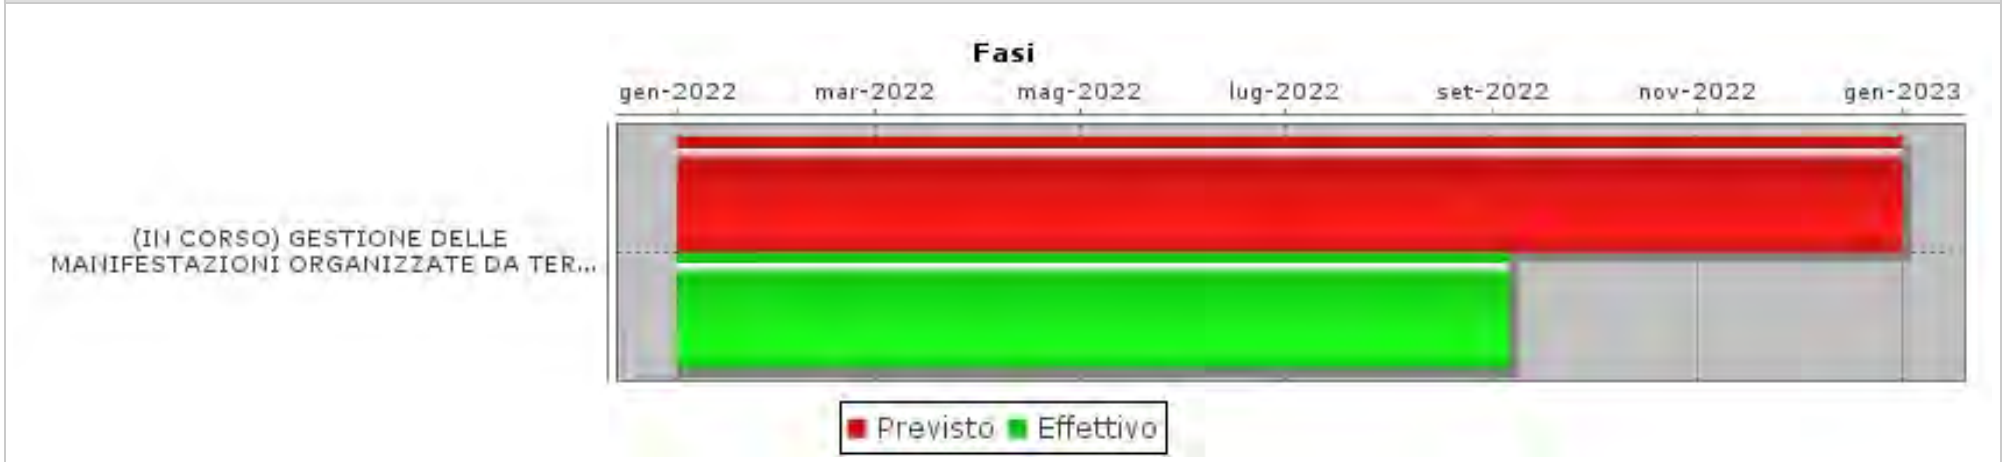 Fasi
gen-2022 mar-2022 mag-2022 lug-2022 set-2022 nov-2022 gen-2023
(IN CORSO) GESTIONE DELLE
MANIFESTAZIONI ORGANIZZATE DA TER...
Previsto Effettivo